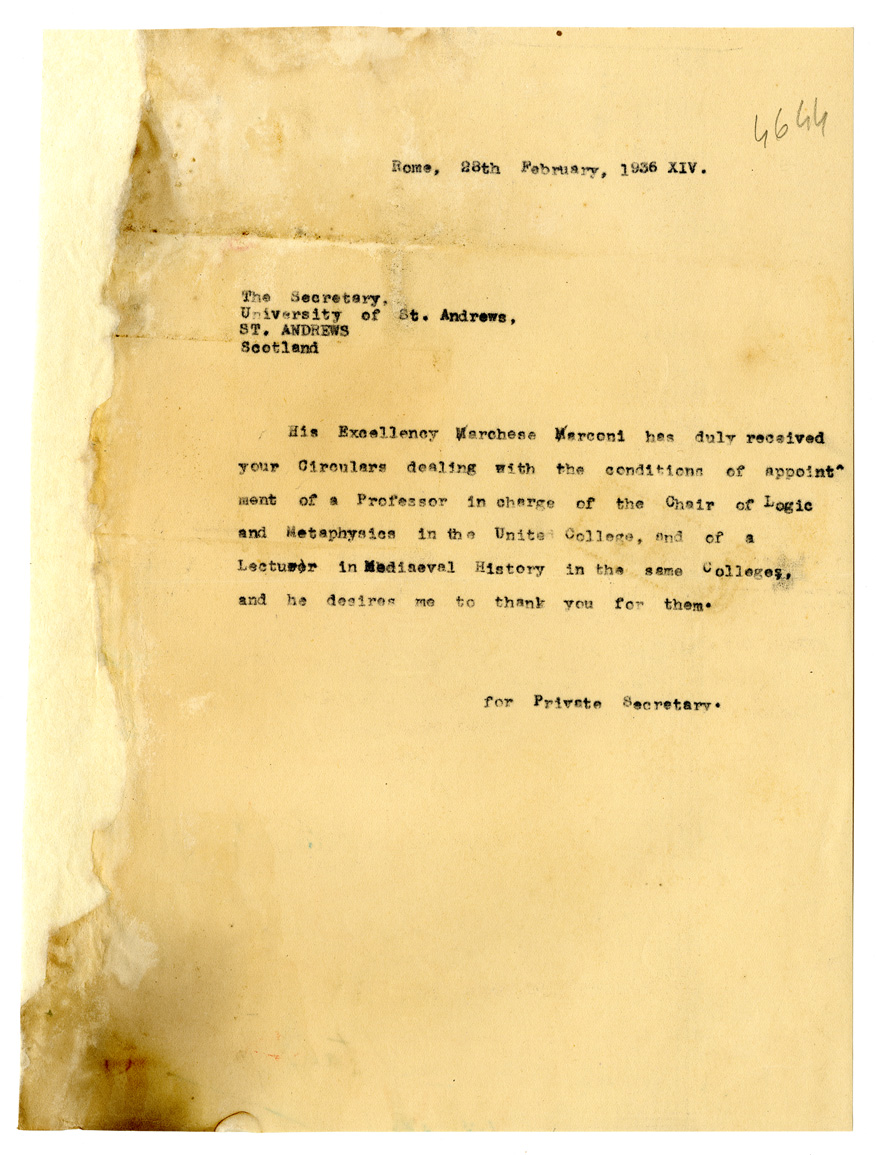 4644
Rome, 28th February, 1936 XIV.
The Secretary,
University of St. Andrews,
ST. ANDREWS
Scotland
His Excellency Marchese Marconi has duly received
your Circulars dealing with the conditions of appoint-
ment of a Professor in charge of the Chair of Logic
and Metaphysics in the Unite College, and of a
Lecturer in Mediaeval History in the same Colleges,
and he desires me to thank you for them.
for Private Secretary.